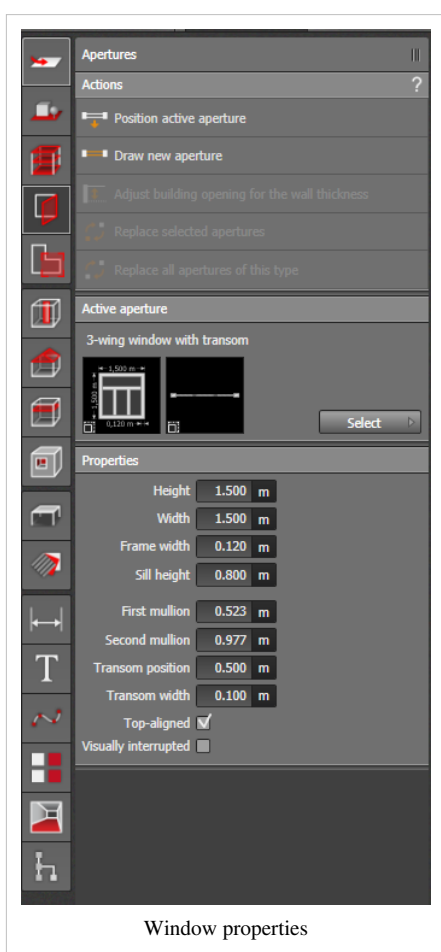 Apertures
Actions ?
Position active aperture
Draw new aperture
Adjust building opening for the wall thickness
Replace selected apertures
Replace all apertures of this type
Active aperture
3-wing window with transom
1,500 m
1,500 m
0,120 m
Select
Properties
Height 1.500 m
Width 1.500 m
Frame width 0.120 m
Sill height 0.800 m
First mullion 0.523 m
Second mullion 0.977 m
Transom position 0.500 m
Transom width 0.100 m
Top-aligned
Visually interrupted
T
Window properties